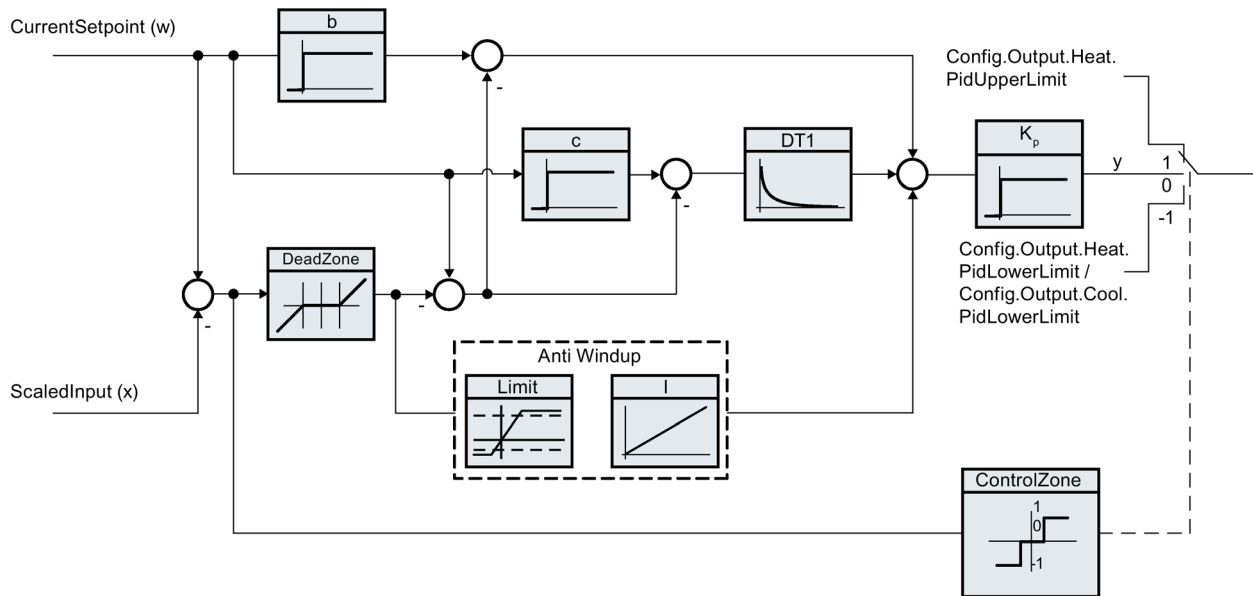 CurrentSetpoint (w)
b
-
Config.Output.Heat.
PidUpperLimit
c
-
DT1
Kp
y
1
0
-1
DeadZone
-
-
Config.Output.Heat.
PidLowerLimit /
Config.Output.Cool.
PidLowerLimit
ScaledInput (x)
Anti Windup
Limit
I
ControlZone
1
0
-1